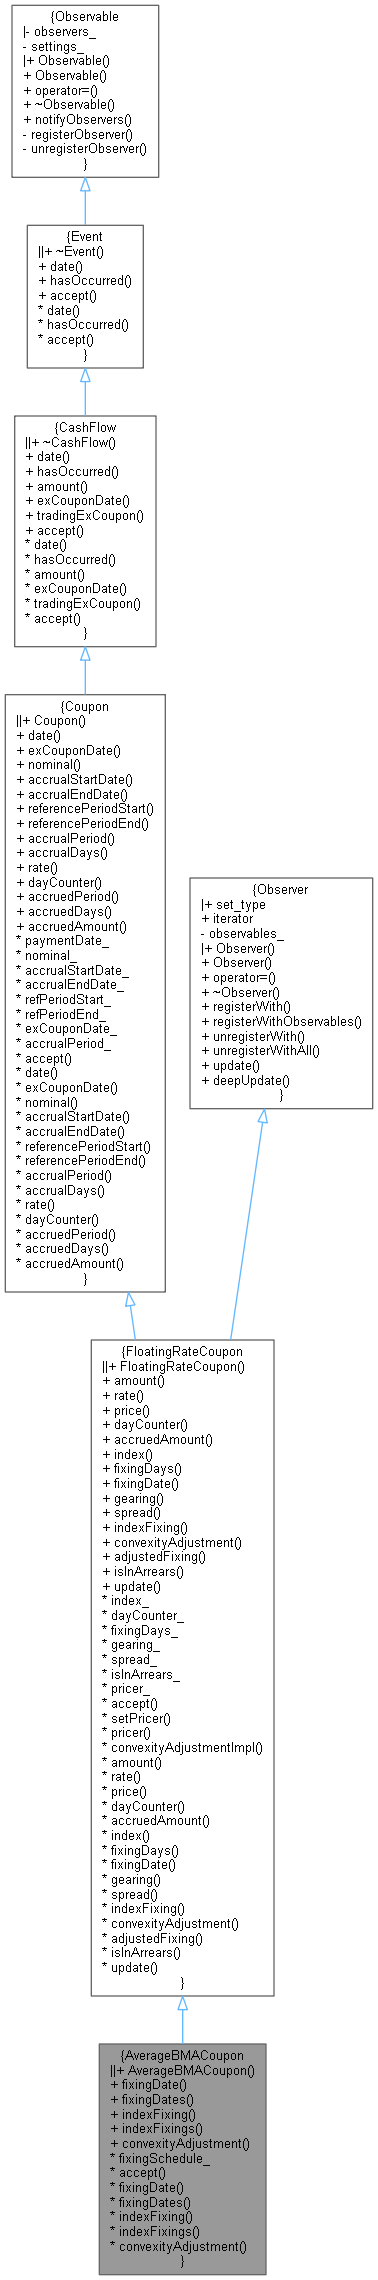 {Observable
|- observers_
- settings_
|+ Observable()
+ Observable()
+ operator=()
+ ~Observable()
+ notifyObservers()
- registerObserver()
- unregisterObserver()
}
{Event
||+ ~Event()
+ date()
+ hasOccurred()
+ accept()
* date()
* hasOccurred()
* accept()
}
{CashFlow
||+ ~CashFlow()
+ date()
+ hasOccurred()
+ amount()
+ exCouponDate()
+ tradingExCoupon()
+ accept()
* date()
* hasOccurred()
* amount()
* exCouponDate()
* tradingExCoupon()
* accept()
}
{Coupon
||+ Coupon()
+ date()
+ exCouponDate()
+ nominal()
+ accrualStartDate()
+ accrualEndDate()
+ referencePeriodStart()
+ referencePeriodEnd()
+ accrualPeriod()
+ accrualDays()
+ rate()
+ dayCounter()
+ accruedPeriod()
+ accruedDays()
+ accruedAmount()
* paymentDate_
* nominal_
* accrualStartDate_
* accrualEndDate_
* refPeriodStart_
* refPeriodEnd_
* exCouponDate_
* accrualPeriod_
* accept()
* date()
* exCouponDate()
* nominal()
* accrualStartDate()
* accrualEndDate()
* referencePeriodStart()
* referencePeriodEnd()
* accrualPeriod()
* accrualDays()
* rate()
* dayCounter()
* accruedPeriod()
* accruedDays()
* accruedAmount()
}
{Observer
|+ set_type
+ iterator
- observables_
|+ Observer()
+ Observer()
+ operator=()
+ ~Observer()
+ registerWith()
+ registerWithObservables()
+ unregisterWith()
+ unregisterWithAll()
+ update()
+ deepUpdate()
}
{FloatingRateCoupon
||+ FloatingRateCoupon()
+ amount()
+ rate()
+ price()
+ dayCounter()
+ accruedAmount()
+ index()
+ fixingDays()
+ fixingDate()
+ gearing()
+ spread()
+ indexFixing()
+ convexityAdjustment()
+ adjustedFixing()
+ isInArrears()
+ update()
* index_
* dayCounter_
* fixingDays_
* gearing_
* spread_
* isInArrears_
* pricer_
* accept()
* setPricer()
* pricer()
* convexityAdjustmentImpl()
* amount()
* rate()
* price()
* dayCounter()
* accruedAmount()
* index()
* fixingDays()
* fixingDate()
* gearing()
* spread()
* indexFixing()
* convexityAdjustment()
* adjustedFixing()
* isInArrears()
* update()
}
{AverageBMACoupon
||+ AverageBMACoupon()
+ fixingDate()
+ fixingDates()
+ indexFixing()
+ indexFixings()
+ convexityAdjustment()
* fixingSchedule_
* accept()
* fixingDate()
* fixingDates()
* indexFixing()
* indexFixings()
* convexityAdjustment()
}